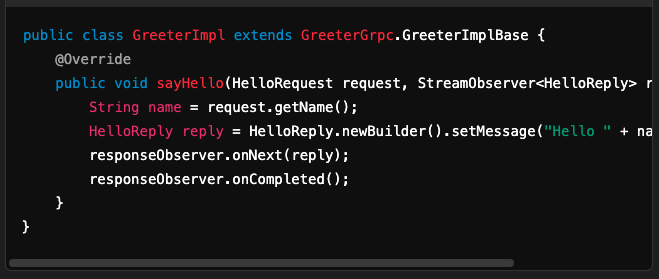 public class GreeterImpl extends GreeterGrpc.GreeterImplBase {
    @Override
    public void sayHello(HelloRequest request, StreamObserver<HelloReply> r
        String name = request.getName();
        HelloReply reply = HelloReply.newBuilder().setMessage("Hello " + na
        responseObserver.onNext(reply);
        responseObserver.onCompleted();
    }
}